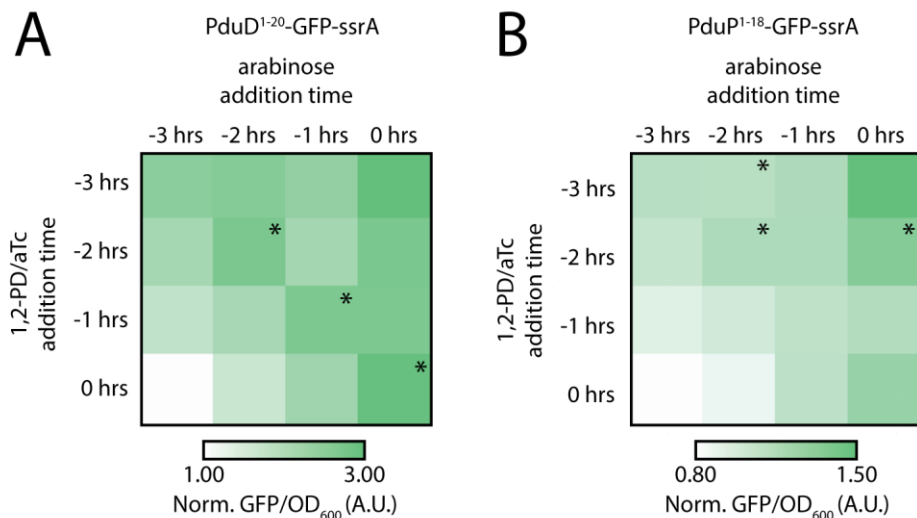 A
PduD¹⁻²⁰-GFP-ssrA
arabinose
addition time
-3 hrs -2 hrs -1 hrs 0 hrs
1,2-PD/aTc
addition time
-3 hrs
*
-2 hrs
*
-1 hrs
*
0 hrs
1.00 3.00
Norm. GFP/OD₆₀₀ (A.U.)
B
PduP¹⁻¹⁸-GFP-ssrA
arabinose
addition time
-3 hrs -2 hrs -1 hrs 0 hrs
1,2-PD/aTc
addition time
*
-3 hrs
* *
-2 hrs
-1 hrs
0 hrs
0.80 1.50
Norm. GFP/OD₆₀₀ (A.U.)